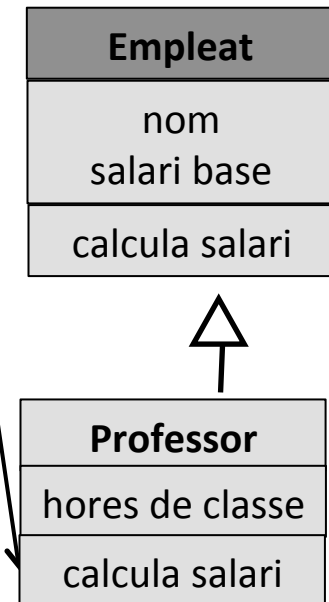 Empleat
nom
salari base
calcula salari
Professor
hores de classe
calcula salari